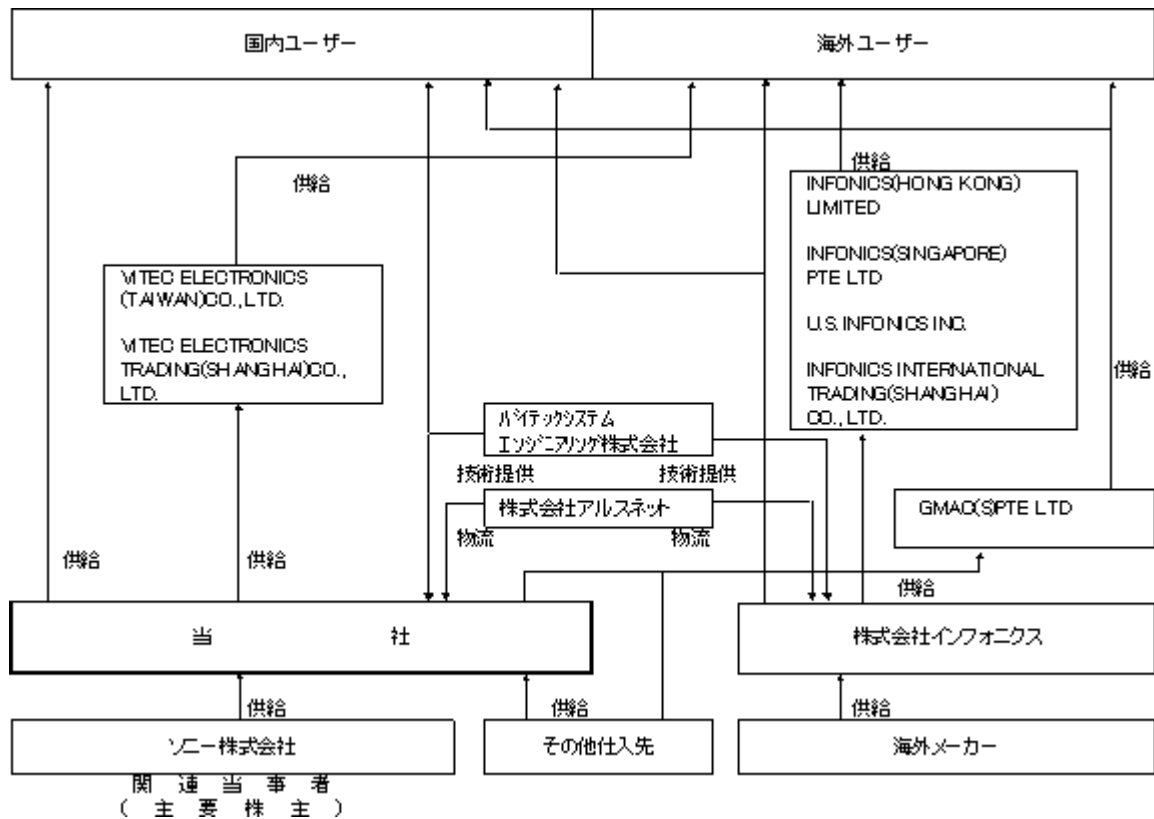 国内ユーザー
海外ユーザー
供給
供給
INFONICS(HONG KONG)
LIMITED
INFONICS(SINGAPORE)
PTE LTD
U.S. INFONICS INC.
INFONICS INTERNATIONAL
TRADING(SHANGHAI)
CO., LTD.
VITEC ELECTRONICS
(TAIWAN)CO., LTD.
VITEC ELECTRONICS
TRADING(SHANGHAI)CO.,
LTD.
供給
バイテックシステム
エンジニアリング株式会社
技術提供
技術提供
株式会社アルスネット
物流
物流
GMAC(S)PTE LTD
供給
供給
供給
当社
株式会社インフォニクス
供給
供給
供給
ソニー株式会社
その他仕入先
海外メーカー
関連当事者
(主要株主)